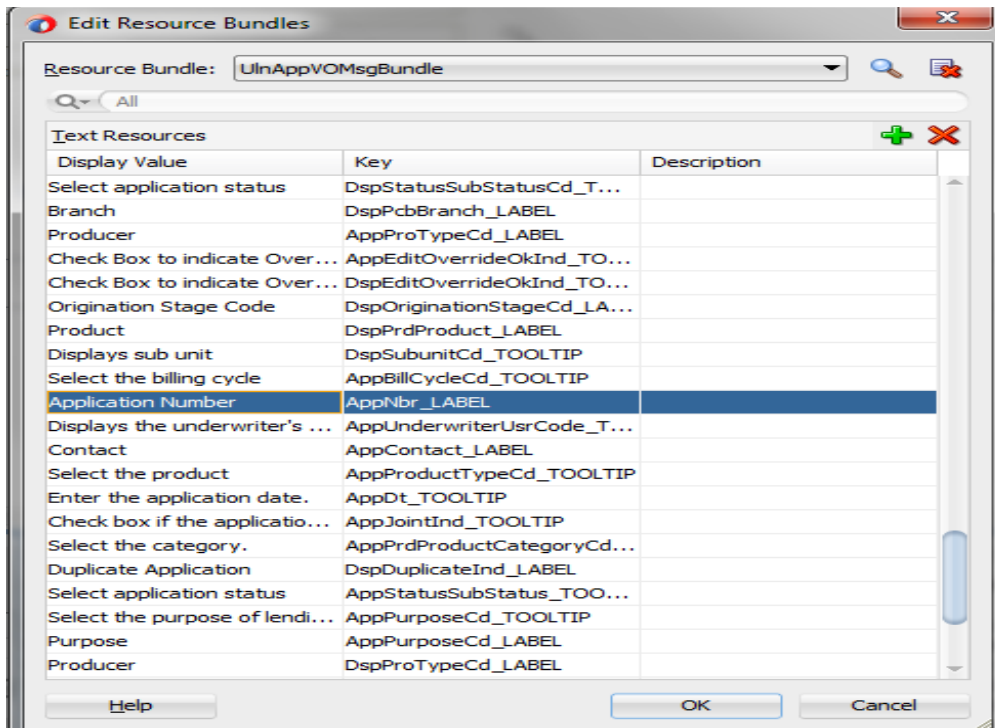 Edit Resource Bundles
Resource Bundle: UlnAppVOMsgBundle
All
Text Resources
Display Value Key Description
Select application status DspStatusSubStatusCd_T...
Branch DspPcbBranch_LABEL
Producer AppProTypeCd_LABEL
Check Box to indicate Over... AppEditOverrideOkInd_TO...
Check Box to indicate Over... DspEditOverrideOkInd_TO...
Origination Stage Code DspOriginationStageCd_LA...
Product DspPrdProduct_LABEL
Displays sub unit DspSubunitCd_TOOLTIP
Select the billing cycle AppBillCycleCd_TOOLTIP
Application Number AppNbr_LABEL
Displays the underwriter's ... AppUnderwriterUsrCode_T...
Contact AppContact_LABEL
Select the product AppProductTypeCd_TOOLTIP
Enter the application date. AppDt_TOOLTIP
Check box if the applicatio... AppJointInd_TOOLTIP
Select the category. AppPrdProductCategoryCd...
Duplicate Application DspDuplicateInd_LABEL
Select application status AppStatusSubStatus_TOO...
Select the purpose of lendi... AppPurposeCd_TOOLTIP
Purpose AppPurposeCd_LABEL
Producer DspProTypeCd_LABEL
Help OK Cancel